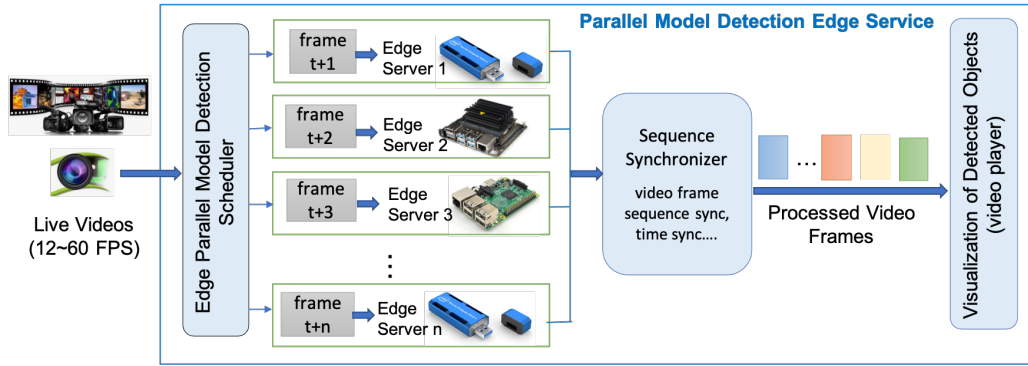 Parallel Model Detection Edge Service
Live Videos
(12~60 FPS)
Edge Parallel Model Detection
Scheduler
frame
t+1
Edge
Server 1
frame
t+2
Edge
Server 2
frame
t+3
Edge
Server 3
⋮
frame
t+n
Edge
Server n
Sequence
Synchronizer
video frame
sequence sync,
time sync....
...
Processed Video
Frames
Visualization of Detected Objects
(video player)